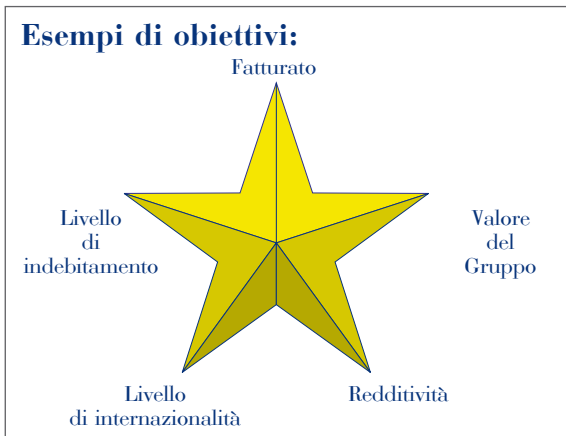 Esempi di obiettivi:
Fatturato
Livello
di
indebitamento
Valore
del
Gruppo
Livello
di internazionalità
Redditività